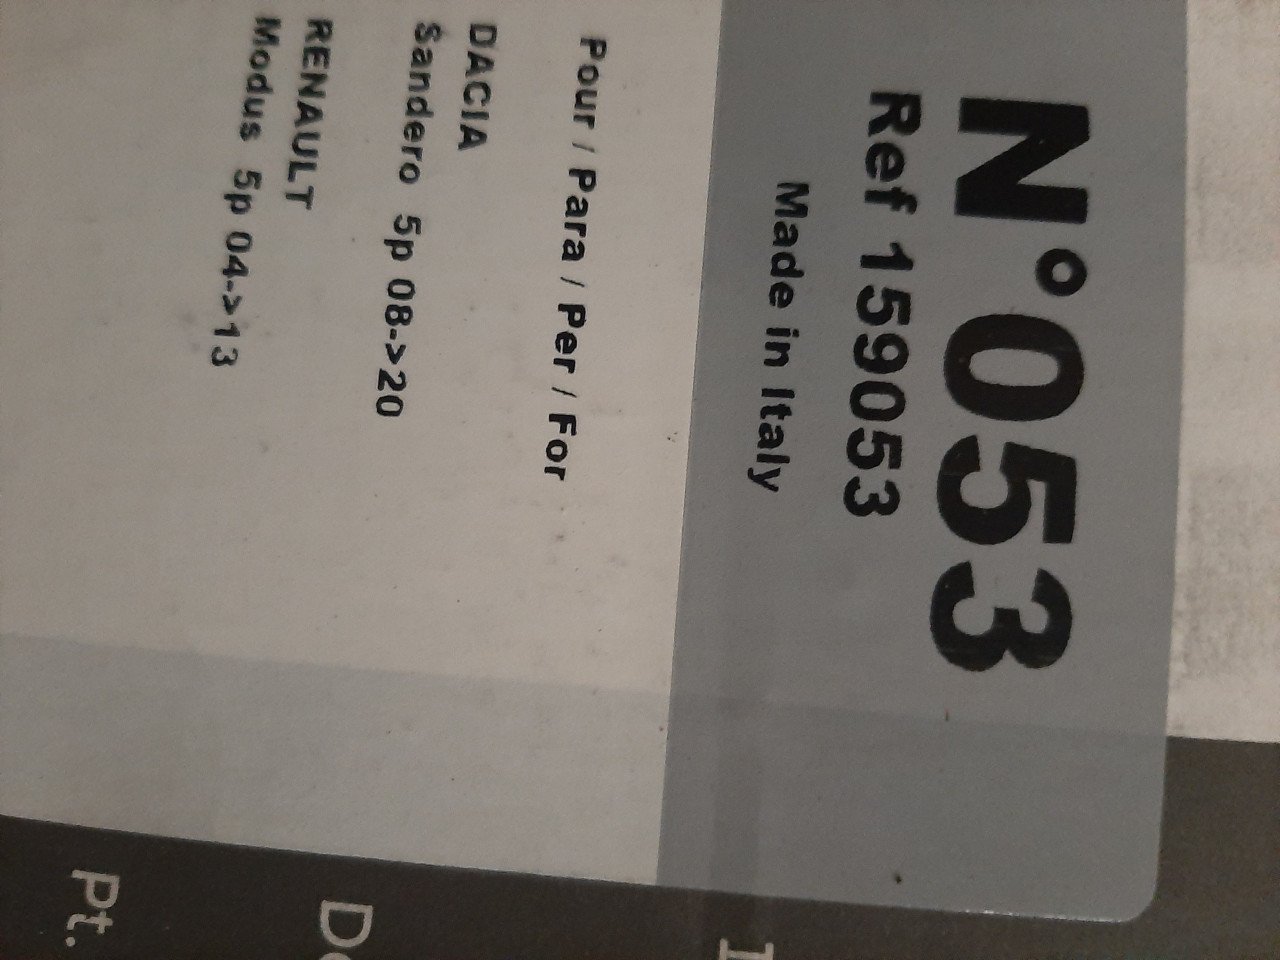 N°053
Ref 159053
Made in Italy
Pour / Para / Per / For
DACIA
Sandero 5p 08->20
RENAULT
Modus 5p 04->13
Pt.